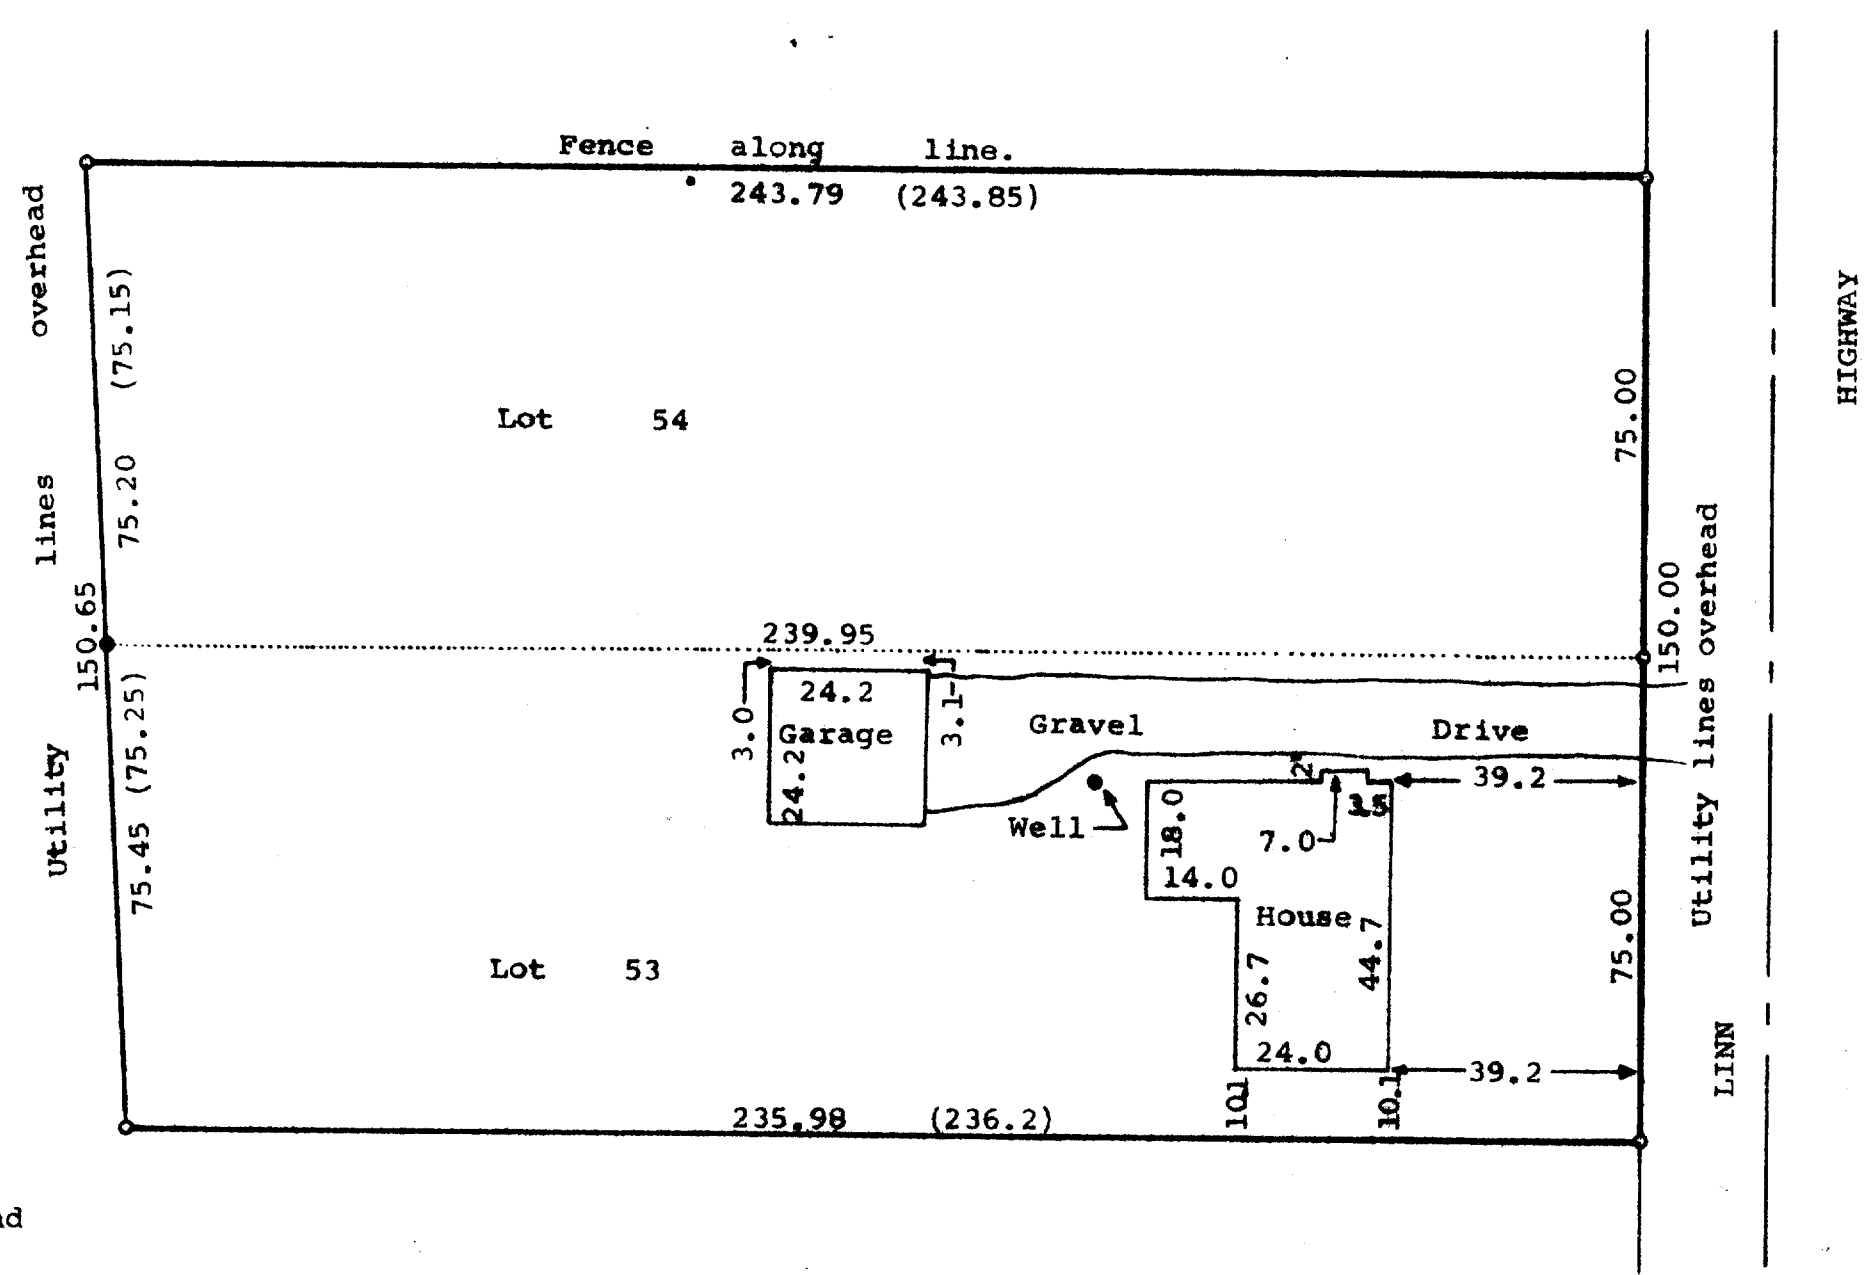 Fence along line.
243.79 (243.85)
Utility lines overhead
75.20 (75.15)
150.65
75.45 (75.25)
Lot 54
75.00
150.00
Utility lines overhead
LINN HIGHWAY
239.95
3.0
24.2
3.1
Garage
24.2
Gravel Drive
Well
2
39.2
18.0
7.0
14.0
House
26.7
44.7
24.0
75.00
Lot 53
39.2
10.1
10.1
235.98 (236.2)